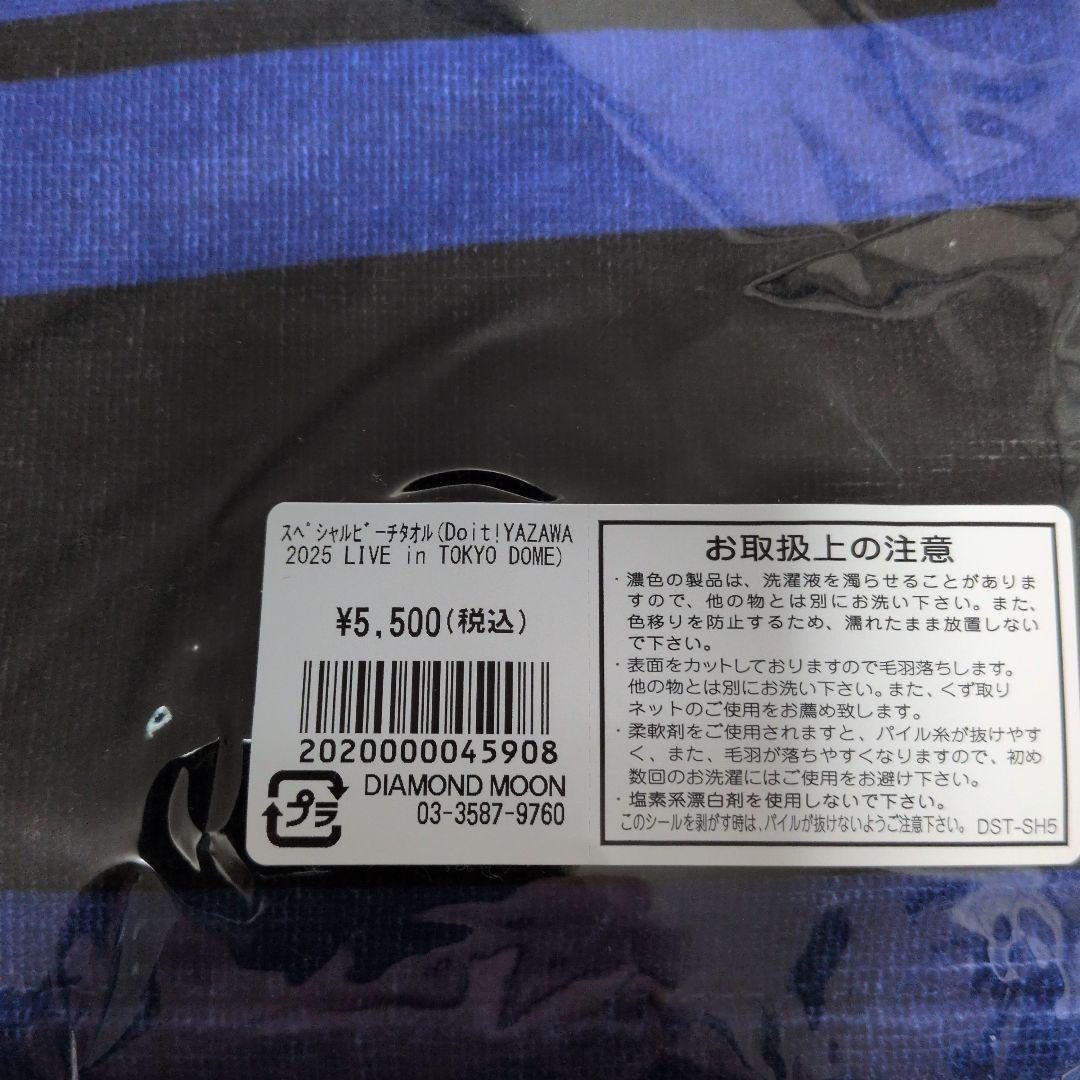 ｽﾍﾟｼｬﾙﾋﾞｰﾁﾀｵﾙ(Doit!YAZAWA
2025 LIVE in TOKYO DOME)
¥5,500(税込)
2020000045908
プラ
DIAMOND MOON
03-3587-9760
お取扱上の注意
・濃色の製品は、洗濯液を濁らせることがありま
すので、他の物とは別にお洗い下さい。また、
色移りを防止するため、濡れたまま放置しない
で下さい。
・表面をカットしておりますので毛羽落ちします。
他の物とは別にお洗い下さい。また、くず取り
ネットのご使用をお薦め致します。
・柔軟剤をご使用されますと、パイル糸が抜けやす
く、また、毛羽が落ちやすくなりますので、初め
数回のお洗濯にはご使用をお避け下さい。
・塩素系漂白剤を使用しないで下さい。
このシールを剥がす時は、パイルが抜けないようご注意下さい。 DST-SH5